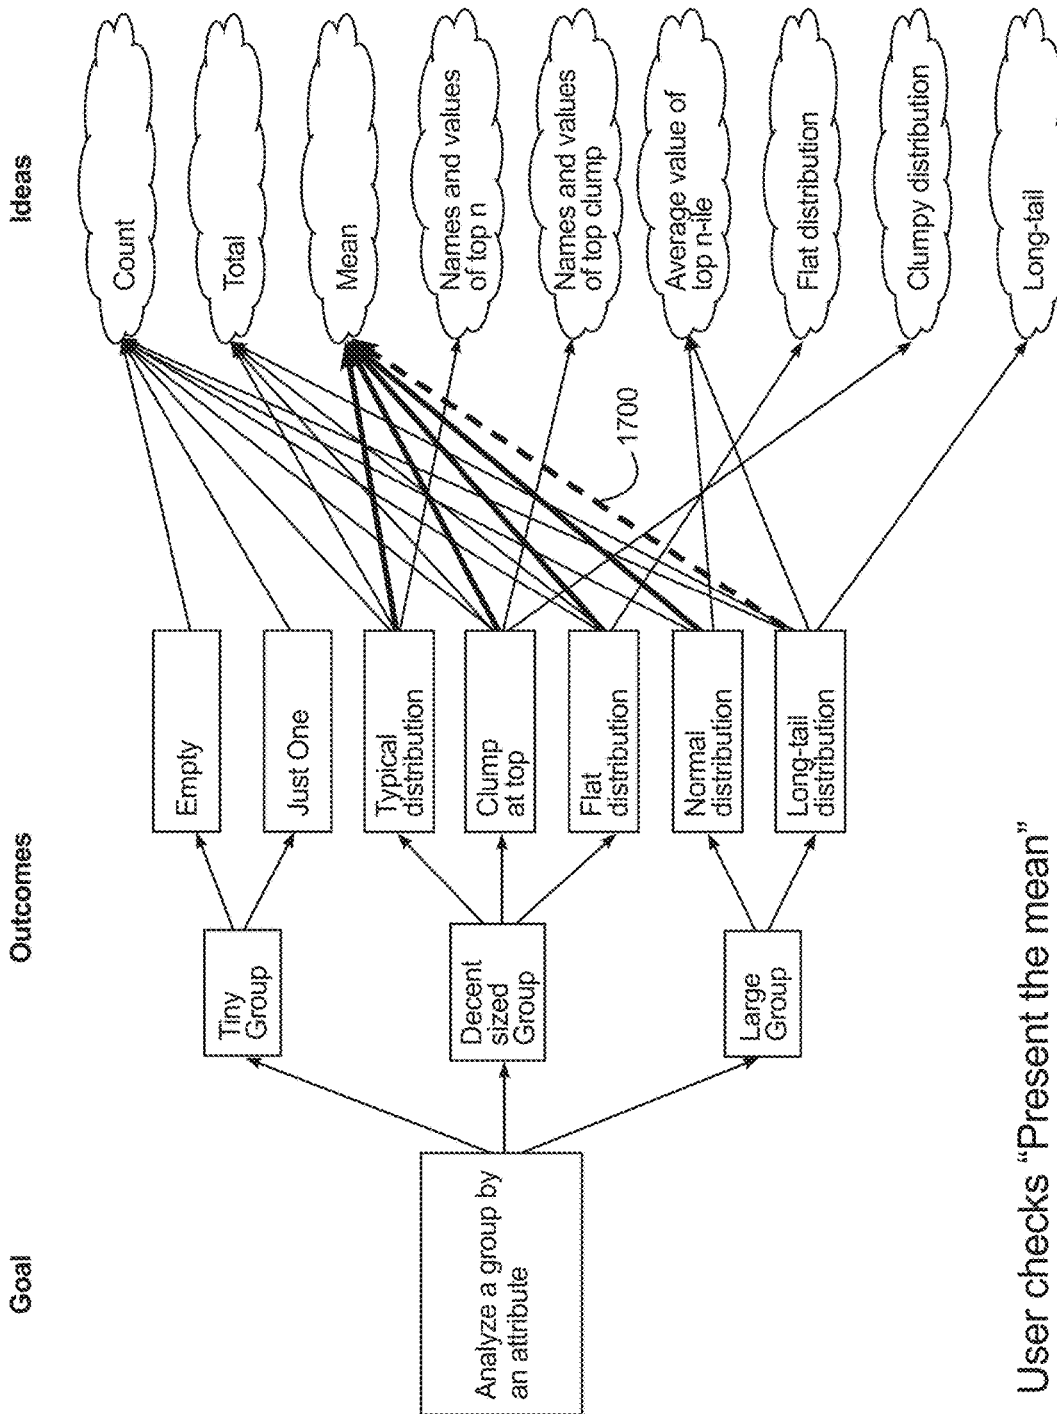 Goal
Outcomes
Ideas
Analyze a group by
an attribute
Tiny
Group
Decent
sized
Group
Large
Group
Empty
Just One
Typical
distribution
Clump
at top
Flat
distribution
Normal
distribution
Long-tail
distribution
1700
Count
Total
Mean
Names and values
of top n
Names and values
of top clump
Average value of
top n-ile
Flat distribution
Clumpy distribution
Long-tail
User checks “Present the mean”